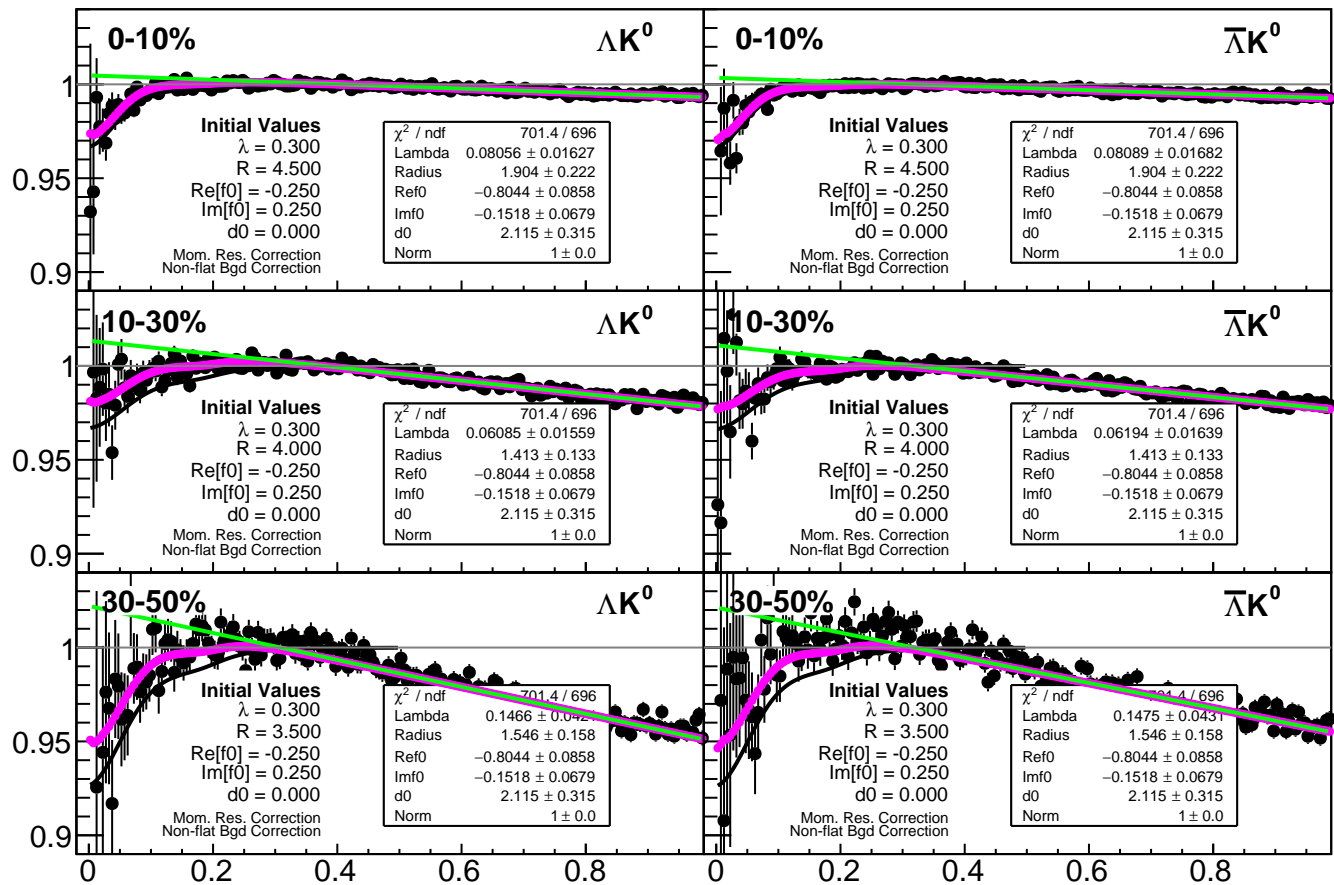 0-10%
ΛK⁰
Initial Values
λ = 0.300
R = 4.500
Re[f0] = -0.250
Im[f0] = 0.250
d0 = 0.000
Mom. Res. Correction
Non-flat Bgd Correction
χ² / ndf 701.4 / 696
Lambda 0.08056 ± 0.01627
Radius 1.904 ± 0.222
Ref0 −0.8044 ± 0.0858
Imf0 −0.1518 ± 0.0679
d0 2.115 ± 0.315
Norm 1 ± 0.0
1
0.95
0.9
0-10%
Λ̅K⁰
Initial Values
λ = 0.300
R = 4.500
Re[f0] = -0.250
Im[f0] = 0.250
d0 = 0.000
Mom. Res. Correction
Non-flat Bgd Correction
χ² / ndf 701.4 / 696
Lambda 0.08089 ± 0.01682
Radius 1.904 ± 0.222
Ref0 −0.8044 ± 0.0858
Imf0 −0.1518 ± 0.0679
d0 2.115 ± 0.315
Norm 1 ± 0.0
10-30%
ΛK⁰
Initial Values
λ = 0.300
R = 4.000
Re[f0] = -0.250
Im[f0] = 0.250
d0 = 0.000
Mom. Res. Correction
Non-flat Bgd Correction
χ² / ndf 701.4 / 696
Lambda 0.06085 ± 0.01559
Radius 1.413 ± 0.133
Ref0 −0.8044 ± 0.0858
Imf0 −0.1518 ± 0.0679
d0 2.115 ± 0.315
Norm 1 ± 0.0
1
0.95
0.9
10-30%
Λ̅K⁰
Initial Values
λ = 0.300
R = 4.000
Re[f0] = -0.250
Im[f0] = 0.250
d0 = 0.000
Mom. Res. Correction
Non-flat Bgd Correction
χ² / ndf 701.4 / 696
Lambda 0.06194 ± 0.01639
Radius 1.413 ± 0.133
Ref0 −0.8044 ± 0.0858
Imf0 −0.1518 ± 0.0679
d0 2.115 ± 0.315
Norm 1 ± 0.0
30-50%
ΛK⁰
Initial Values
λ = 0.300
R = 3.500
Re[f0] = -0.250
Im[f0] = 0.250
d0 = 0.000
Mom. Res. Correction
Non-flat Bgd Correction
χ² / ndf 701.4 / 696
Lambda 0.1466 ±
Radius 1.546 ± 0.158
Ref0 −0.8044 ± 0.0858
Imf0 −0.1518 ± 0.0679
d0 2.115 ± 0.315
Norm 1 ± 0.0
1
0.95
0.9
30-50%
Λ̅K⁰
Initial Values
λ = 0.300
R = 3.500
Re[f0] = -0.250
Im[f0] = 0.250
d0 = 0.000
Mom. Res. Correction
Non-flat Bgd Correction
χ² / ndf 701.4 / 696
Lambda 0.1475 ± 0.0431
Radius 1.546 ± 0.158
Ref0 −0.8044 ± 0.0858
Imf0 −0.1518 ± 0.0679
d0 2.115 ± 0.315
Norm 1 ± 0.0
0 0.2 0.4 0.6 0.8 0 0.2 0.4 0.6 0.8